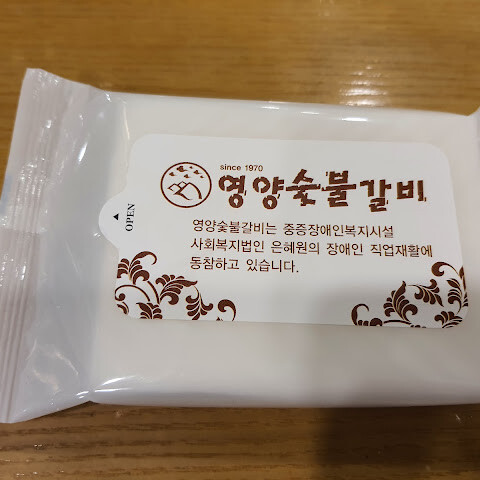 since 1970
영양숯불갈비
OPEN
영양숯불갈비는 중증장애인복지시설
사회복지법인 은혜원의 장애인 직업재활에
동참하고 있습니다.